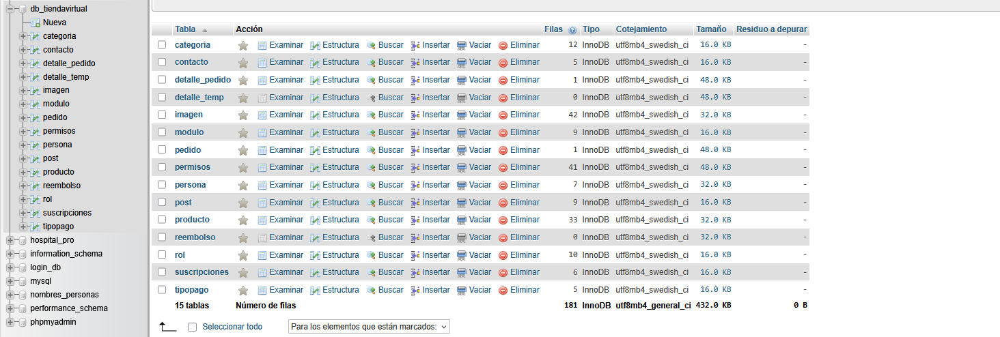 db_tiendavirtual
Nueva
categoria
contacto
detalle_pedido
detalle_temp
imagen
modulo
pedido
permisos
persona
post
producto
reembolso
rol
suscripciones
tipopago
hospital_pro
information_schema
login_db
mysql
nombres_personas
performance_schema
phpmyadmin
Tabla Acción Filas Tipo Cotejamiento Tamaño Residuo a depurar
categoria Examinar Estructura Buscar Insertar Vaciar Eliminar 12 InnoDB utf8mb4_swedish_ci 16.0 KB -
contacto Examinar Estructura Buscar Insertar Vaciar Eliminar 5 InnoDB utf8mb4_swedish_ci 16.0 KB -
detalle_pedido Examinar Estructura Buscar Insertar Vaciar Eliminar 1 InnoDB utf8mb4_swedish_ci 48.0 KB -
detalle_temp Examinar Estructura Buscar Insertar Vaciar Eliminar 0 InnoDB utf8mb4_swedish_ci 48.0 KB -
imagen Examinar Estructura Buscar Insertar Vaciar Eliminar 42 InnoDB utf8mb4_swedish_ci 32.0 KB -
modulo Examinar Estructura Buscar Insertar Vaciar Eliminar 9 InnoDB utf8mb4_swedish_ci 16.0 KB -
pedido Examinar Estructura Buscar Insertar Vaciar Eliminar 1 InnoDB utf8mb4_swedish_ci 48.0 KB -
permisos Examinar Estructura Buscar Insertar Vaciar Eliminar 41 InnoDB utf8mb4_swedish_ci 48.0 KB -
persona Examinar Estructura Buscar Insertar Vaciar Eliminar 7 InnoDB utf8mb4_swedish_ci 32.0 KB -
post Examinar Estructura Buscar Insertar Vaciar Eliminar 9 InnoDB utf8mb4_swedish_ci 16.0 KB -
producto Examinar Estructura Buscar Insertar Vaciar Eliminar 33 InnoDB utf8mb4_swedish_ci 32.0 KB -
reembolso Examinar Estructura Buscar Insertar Vaciar Eliminar 0 InnoDB utf8mb4_swedish_ci 32.0 KB -
rol Examinar Estructura Buscar Insertar Vaciar Eliminar 10 InnoDB utf8mb4_swedish_ci 16.0 KB -
suscripciones Examinar Estructura Buscar Insertar Vaciar Eliminar 6 InnoDB utf8mb4_swedish_ci 16.0 KB -
tipopago Examinar Estructura Buscar Insertar Vaciar Eliminar 5 InnoDB utf8mb4_swedish_ci 16.0 KB -
15 tablas Número de filas 181 InnoDB utf8mb4_general_ci 432.0 KB 0 B
Seleccionar todo Para los elementos que están marcados: